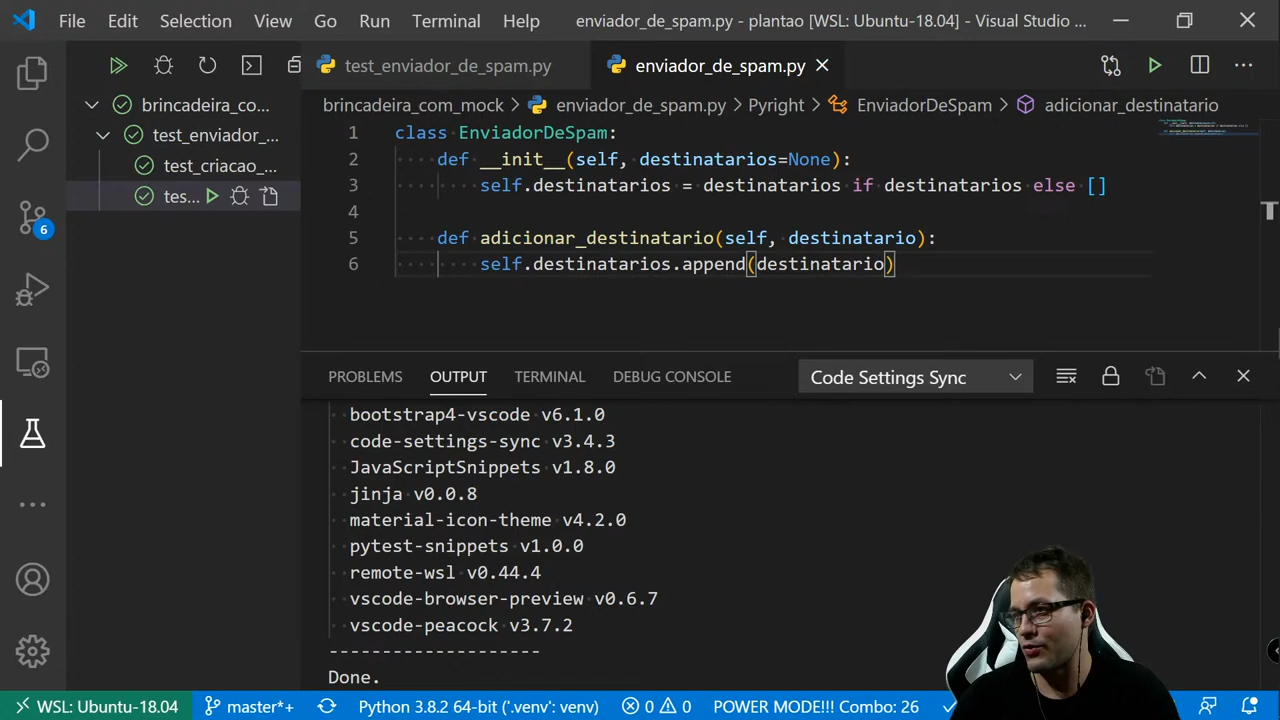 File Edit Selection View Go Run Terminal Help enviador_de_spam.py - plantao [WSL: Ubuntu-18.04] - Visual Studio ...
test_enviador_de_spam.py enviador_de_spam.py
brincadeira_co...
test_enviador_...
test_criacao_...
tes...
brincadeira_com_mock > enviador_de_spam.py > Pyright > EnviadorDeSpam > adicionar_destinatario
1 class EnviadorDeSpam:
2 def __init__(self, destinatarios=None):
3 self.destinatarios = destinatarios if destinatarios else []
4
5 def adicionar_destinatario(self, destinatario):
6 self.destinatarios.append(destinatario)
6
PROBLEMS OUTPUT TERMINAL DEBUG CONSOLE Code Settings Sync
bootstrap4-vscode v6.1.0
code-settings-sync v3.4.3
JavaScriptSnippets v1.8.0
jinja v0.0.8
material-icon-theme v4.2.0
pytest-snippets v1.0.0
remote-wsl v0.44.4
vscode-browser-preview v0.6.7
vscode-peacock v3.7.2
--------------------
Done.
WSL: Ubuntu-18.04 master*+ Python 3.8.2 64-bit ('.venv': venv) 0 0 POWER MODE!!! Combo: 26